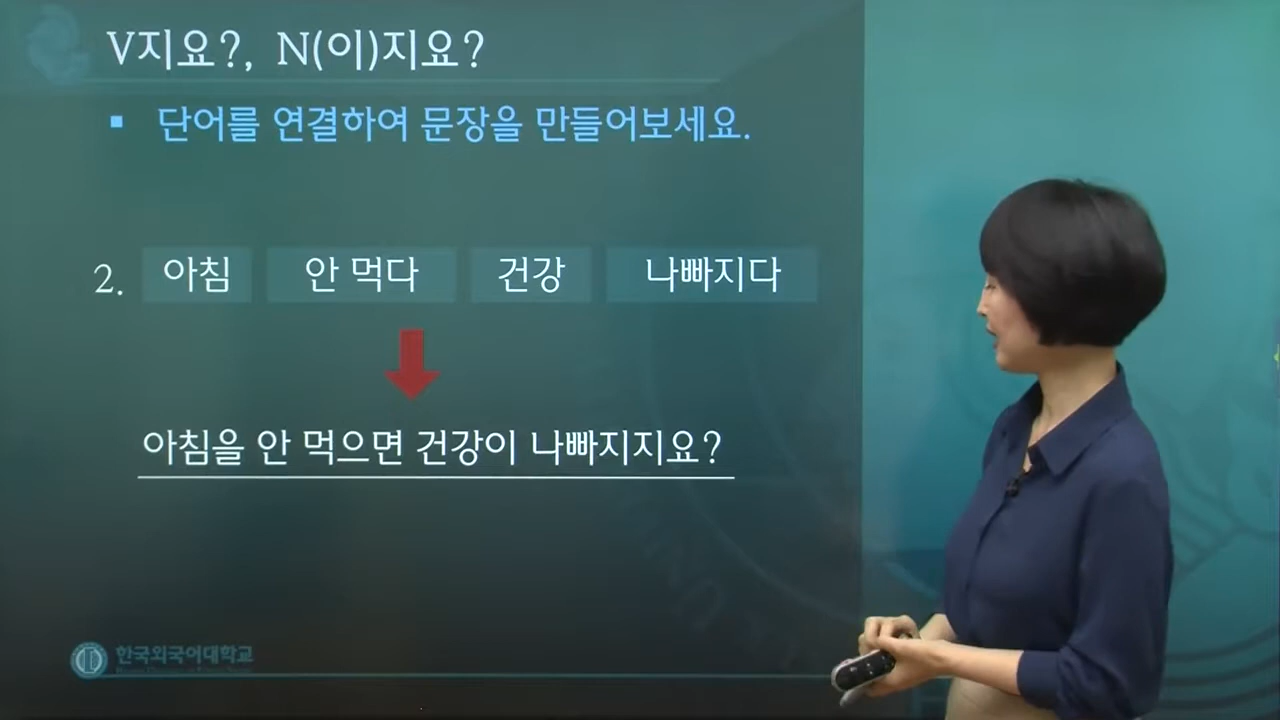 V지요?, N(이)지요?
▪ 단어를 연결하여 문장을 만들어보세요.
2. 아침 안 먹다 건강 나빠지다
아침을 안 먹으면 건강이 나빠지지요?
한국외국어대학교